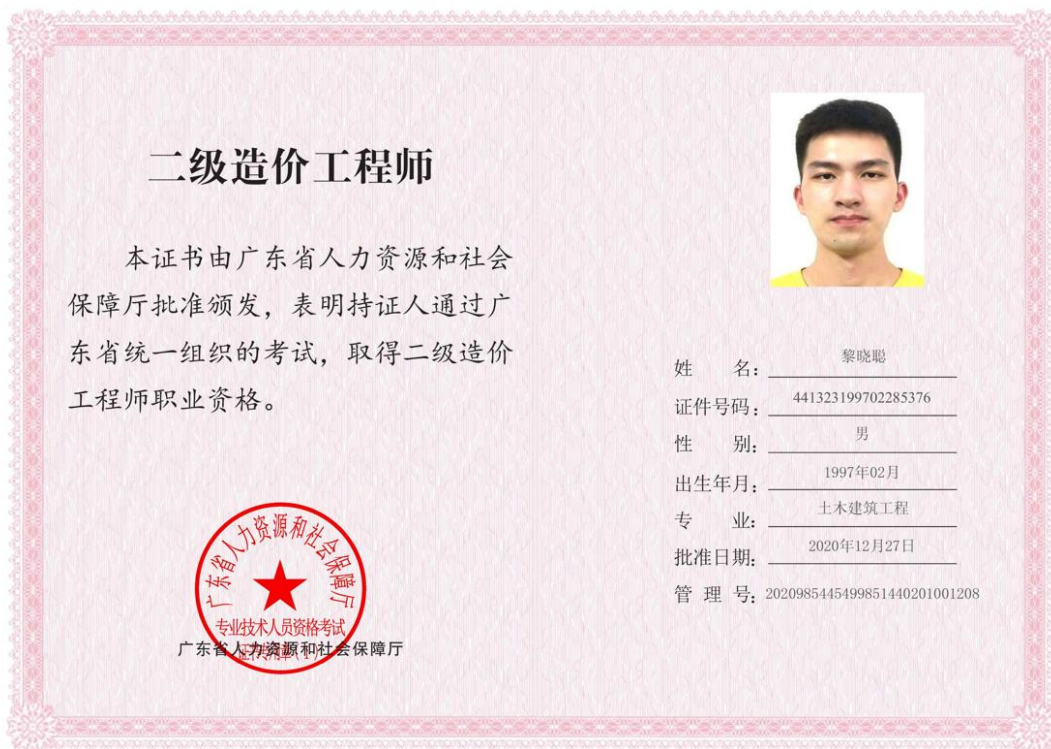 二级造价工程师
本证书由广东省人力资源和社会
保障厅批准颁发，表明持证人通过广
东省统一组织的考试，取得二级造价
工程师职业资格。
广东省人力资源和社会保障厅
专业技术人员资格考试
广东省人力资源和社会保障厅
姓 名：黎晓聪
证件号码：441323199702285376
性 别：男
出生年月：1997年02月
专 业：土木建筑工程
批准日期：2020年12月27日
管 理 号：20209854454998514402010012​08